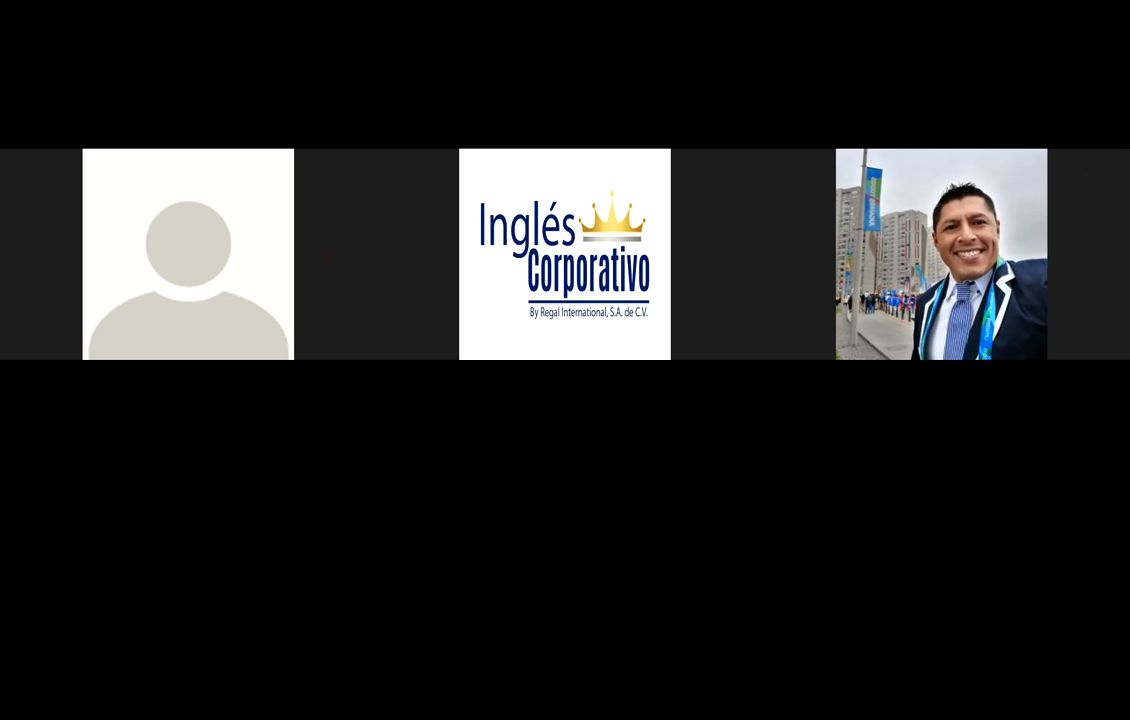 Inglés
Corporativo
By Regal International, S.A. de C.V.